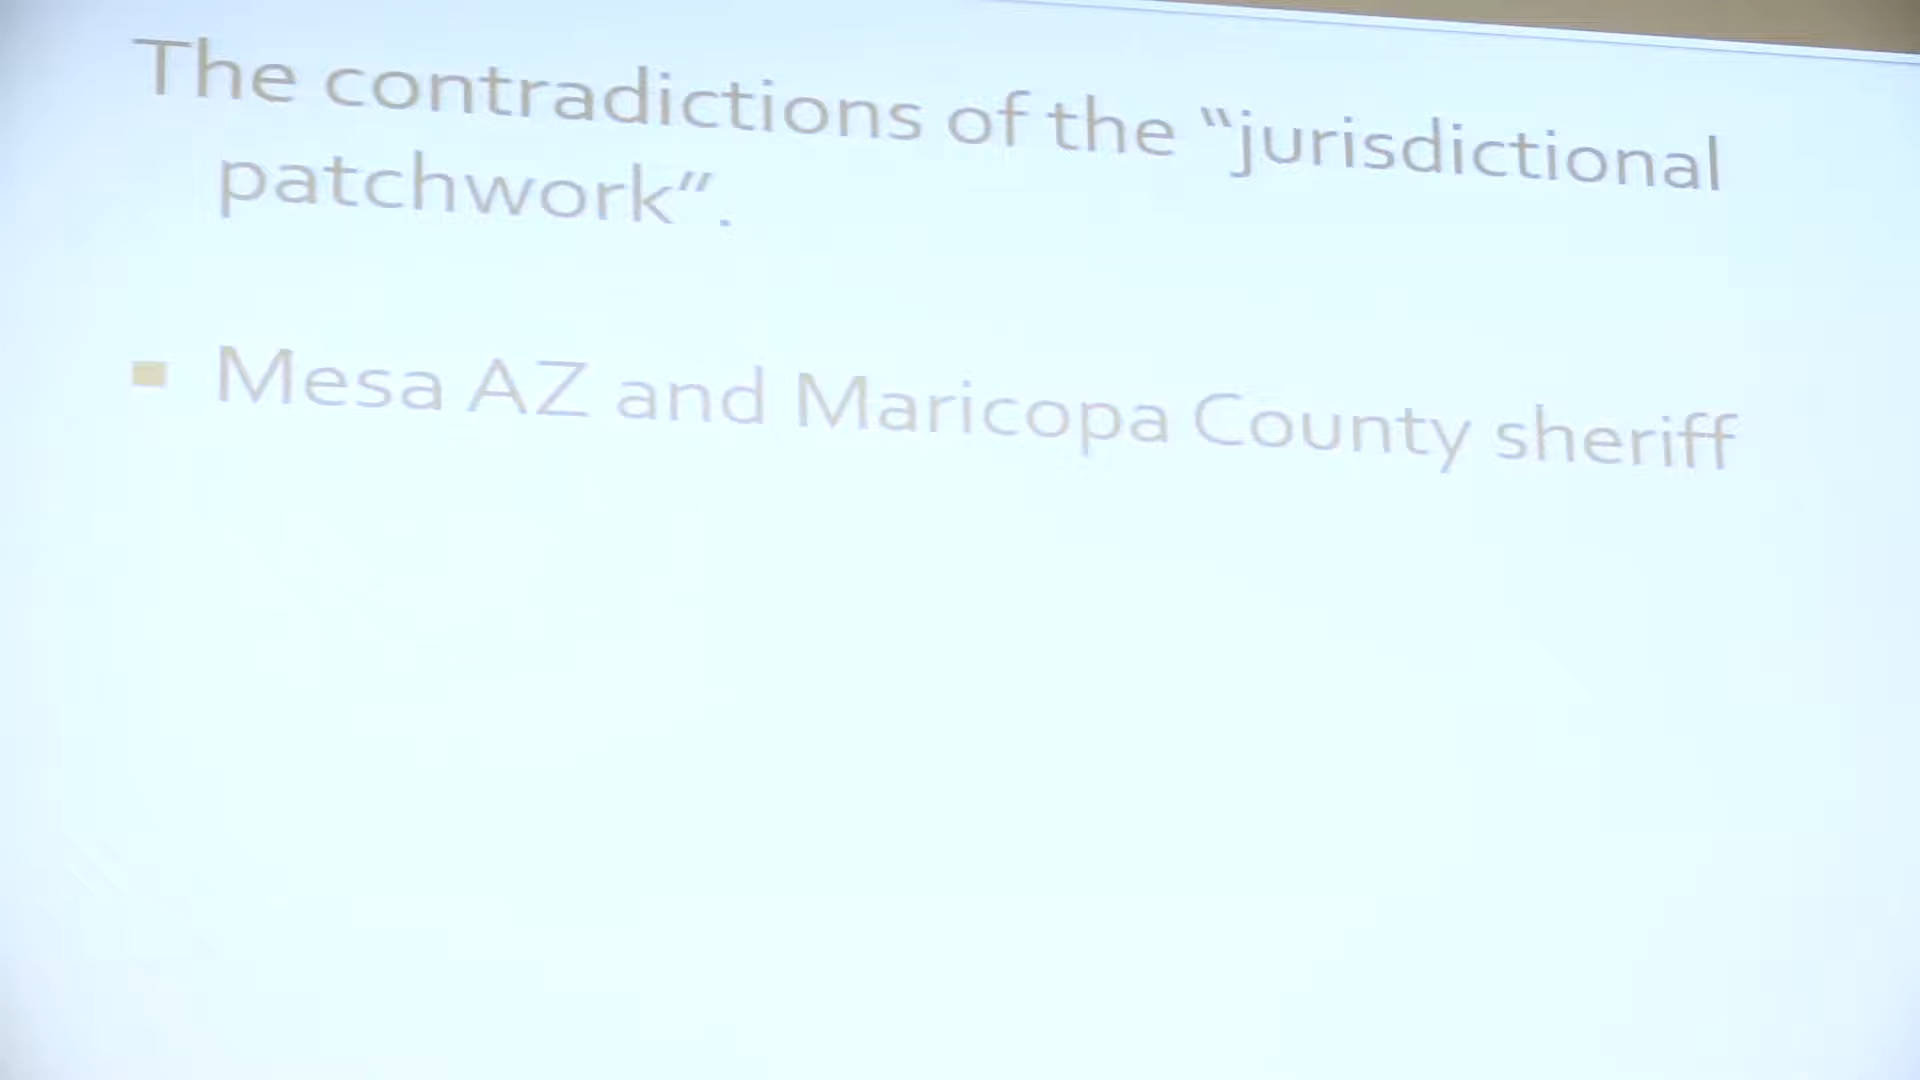 The contradictions of the “jurisdictional
patchwork”.
▪ Mesa AZ and Maricopa County sheriff